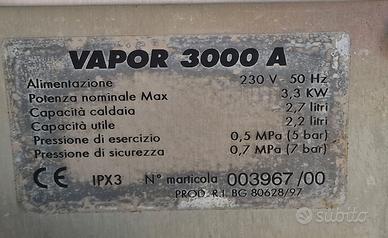 VAPOR 3000 A
Alimentazione 230 V - 50 Hz
Potenza nominale Max 3,3 KW
Capacità caldaia 2,7 litri
Capacità utile 2,2 litri
Pressione di esercizio 0,5 MPa (5 bar)
Pressione di sicurezza 0,7 MPa (7 bar)
CE IPX3 N° marticola 003967/00
PROD. R.I. BG 80628/97
subito